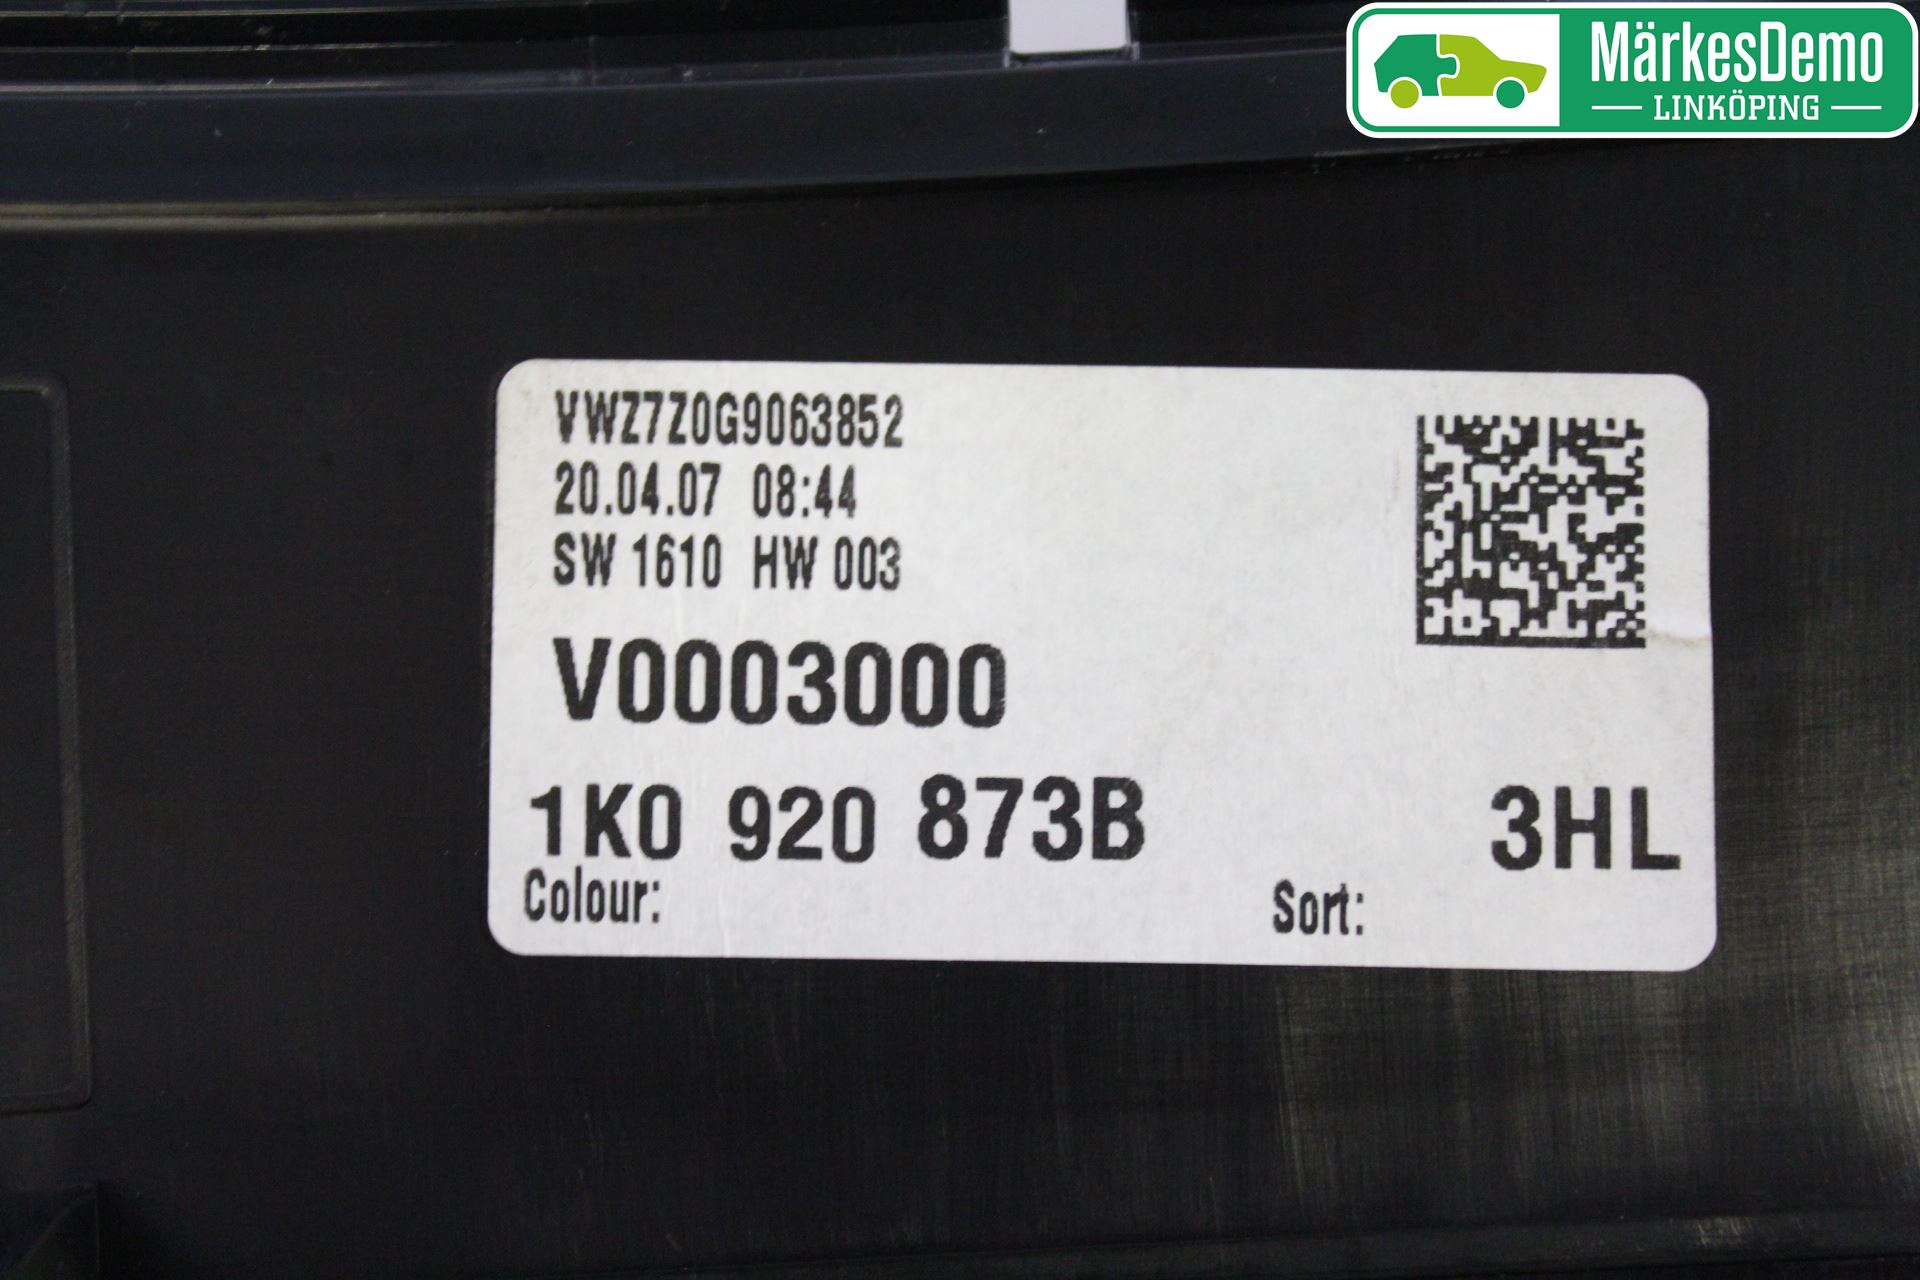 MärkesDemo
LINKÖPING
VWZ7Z0G9063852
20.04.07 08:44
SW 1610 HW 003
V0003000
1K0 920 873B 3HL
Colour: Sort: